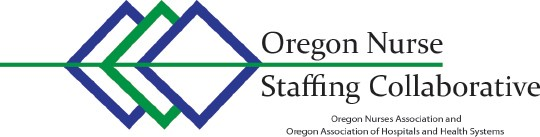 Oregon Nurse
Staffing Collaborative
Oregon Nurses Association and
Oregon Association of Hospitals and Health Systems